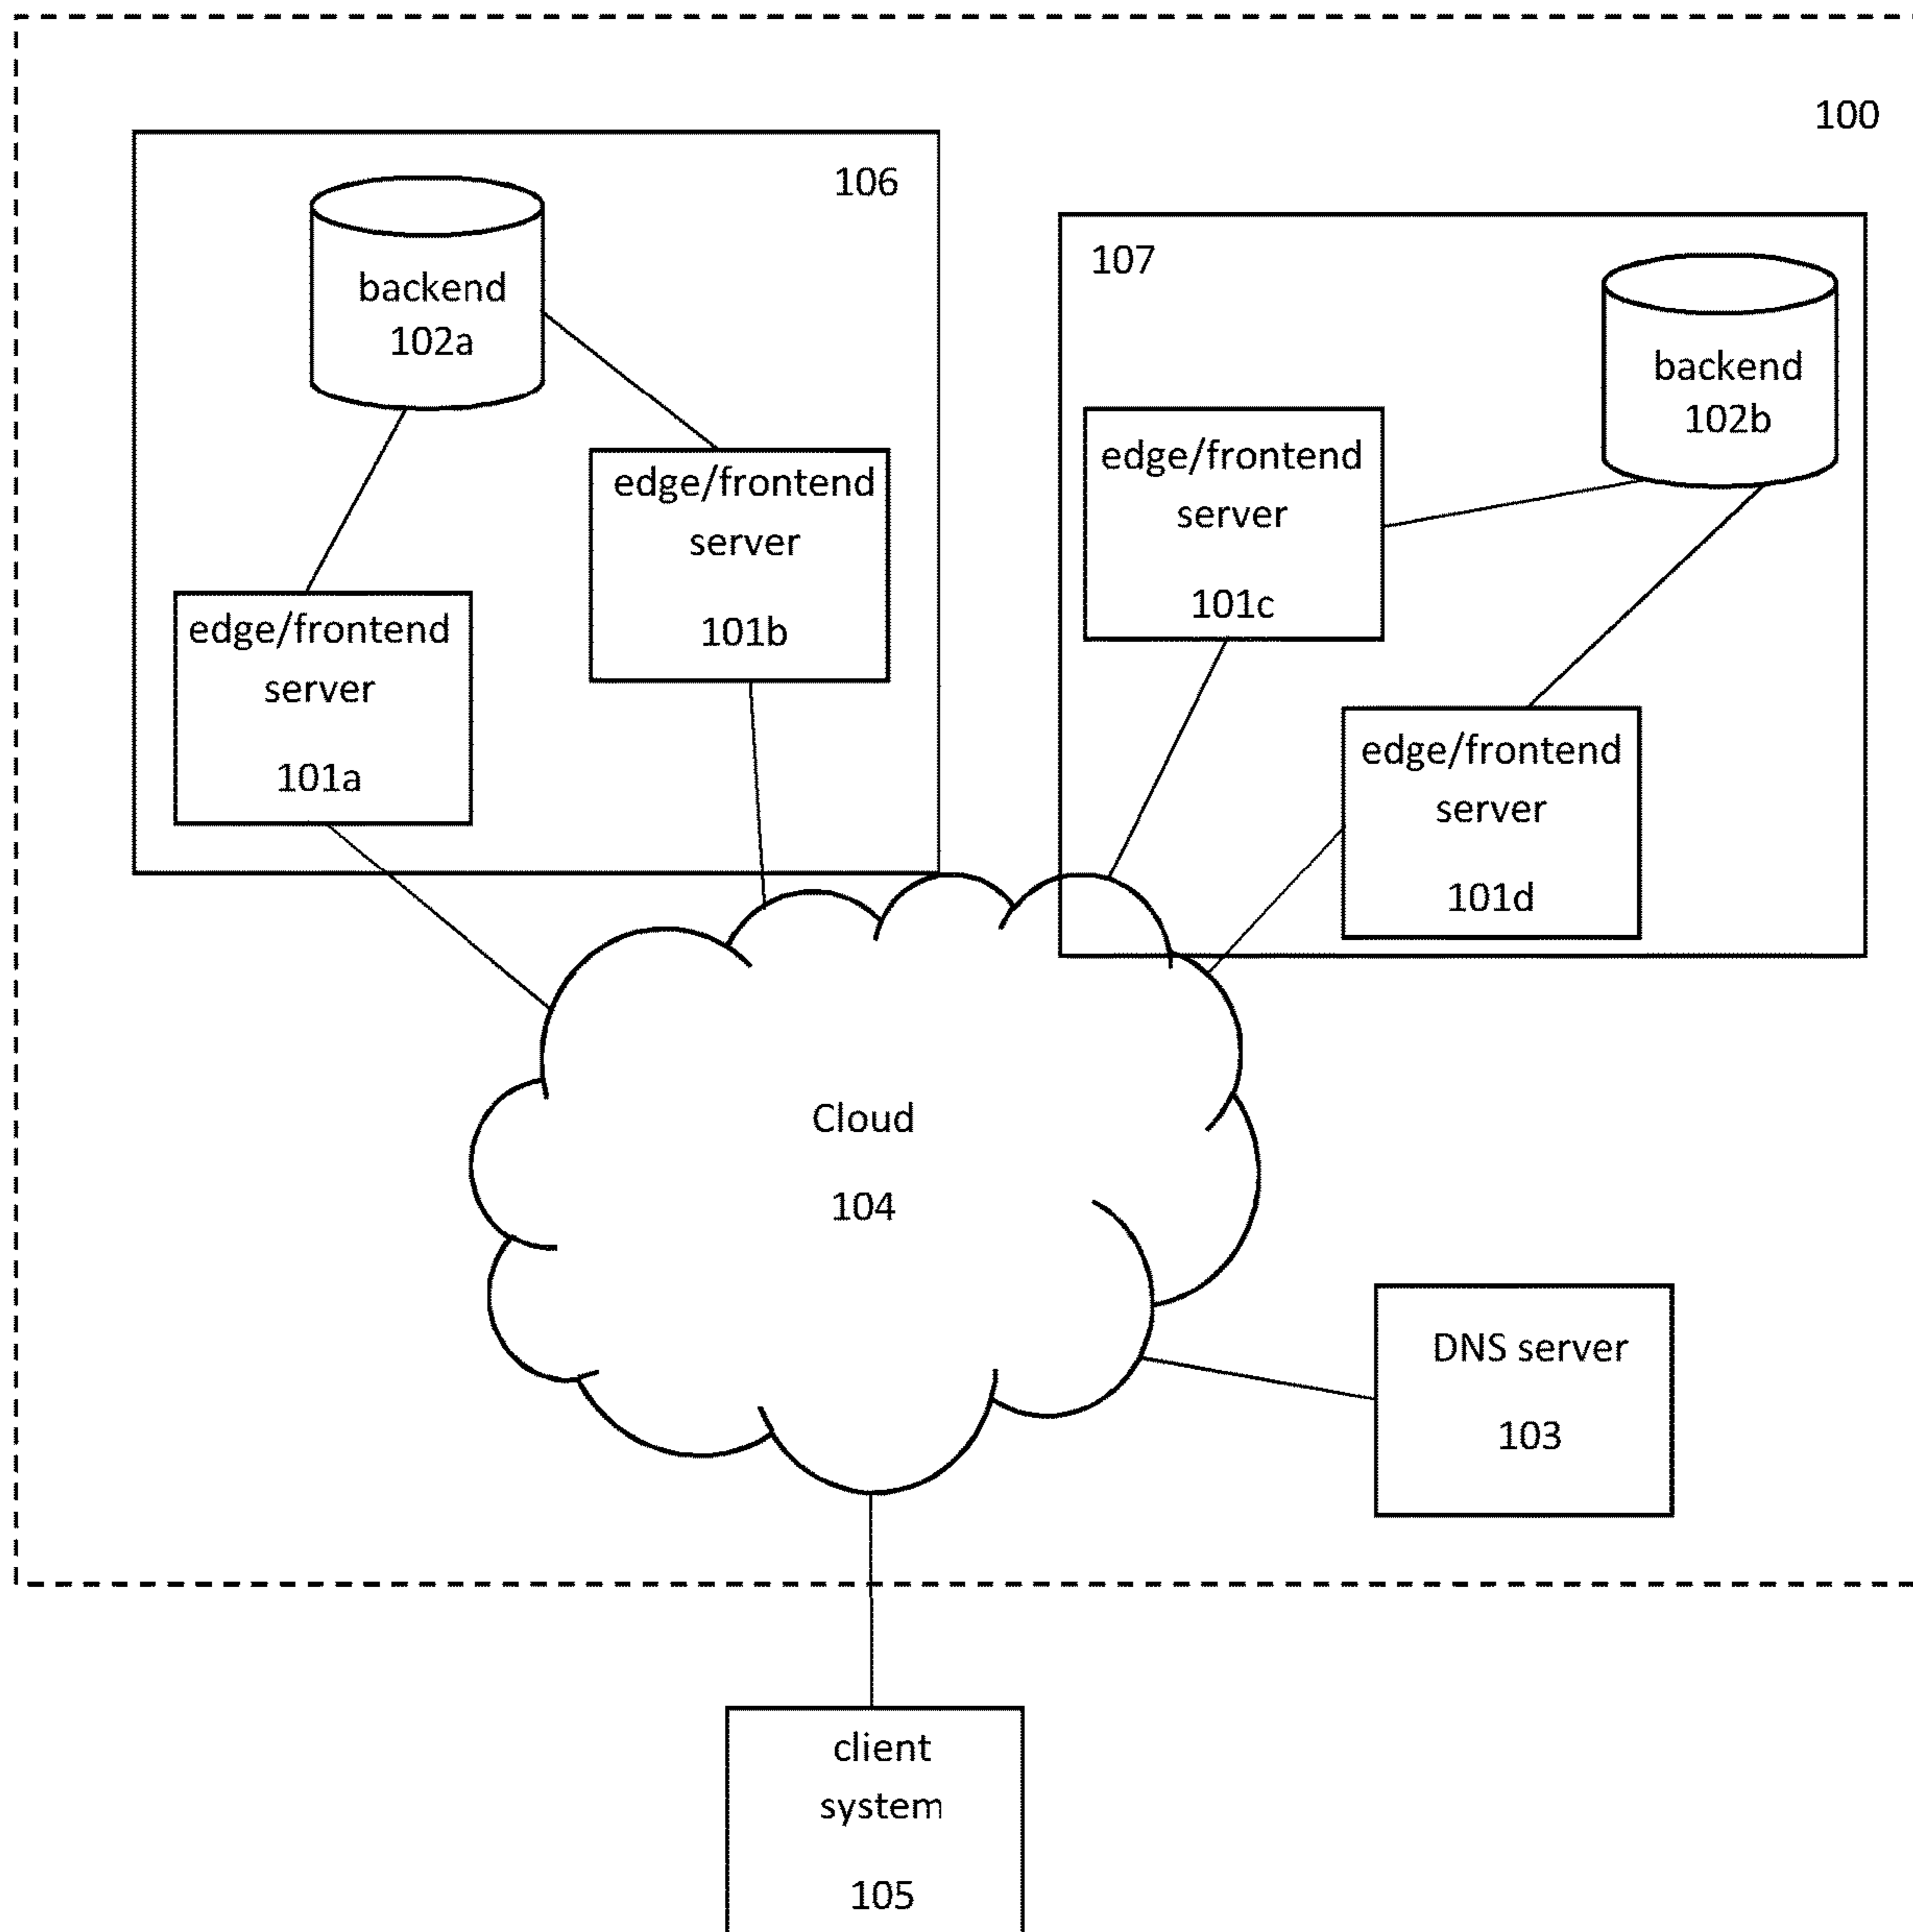 100
106
backend
102a
edge/frontend
server
101b
edge/frontend
server
101a
107
backend
102b
edge/frontend
server
101c
edge/frontend
server
101d
Cloud
104
DNS server
103
client
system
105